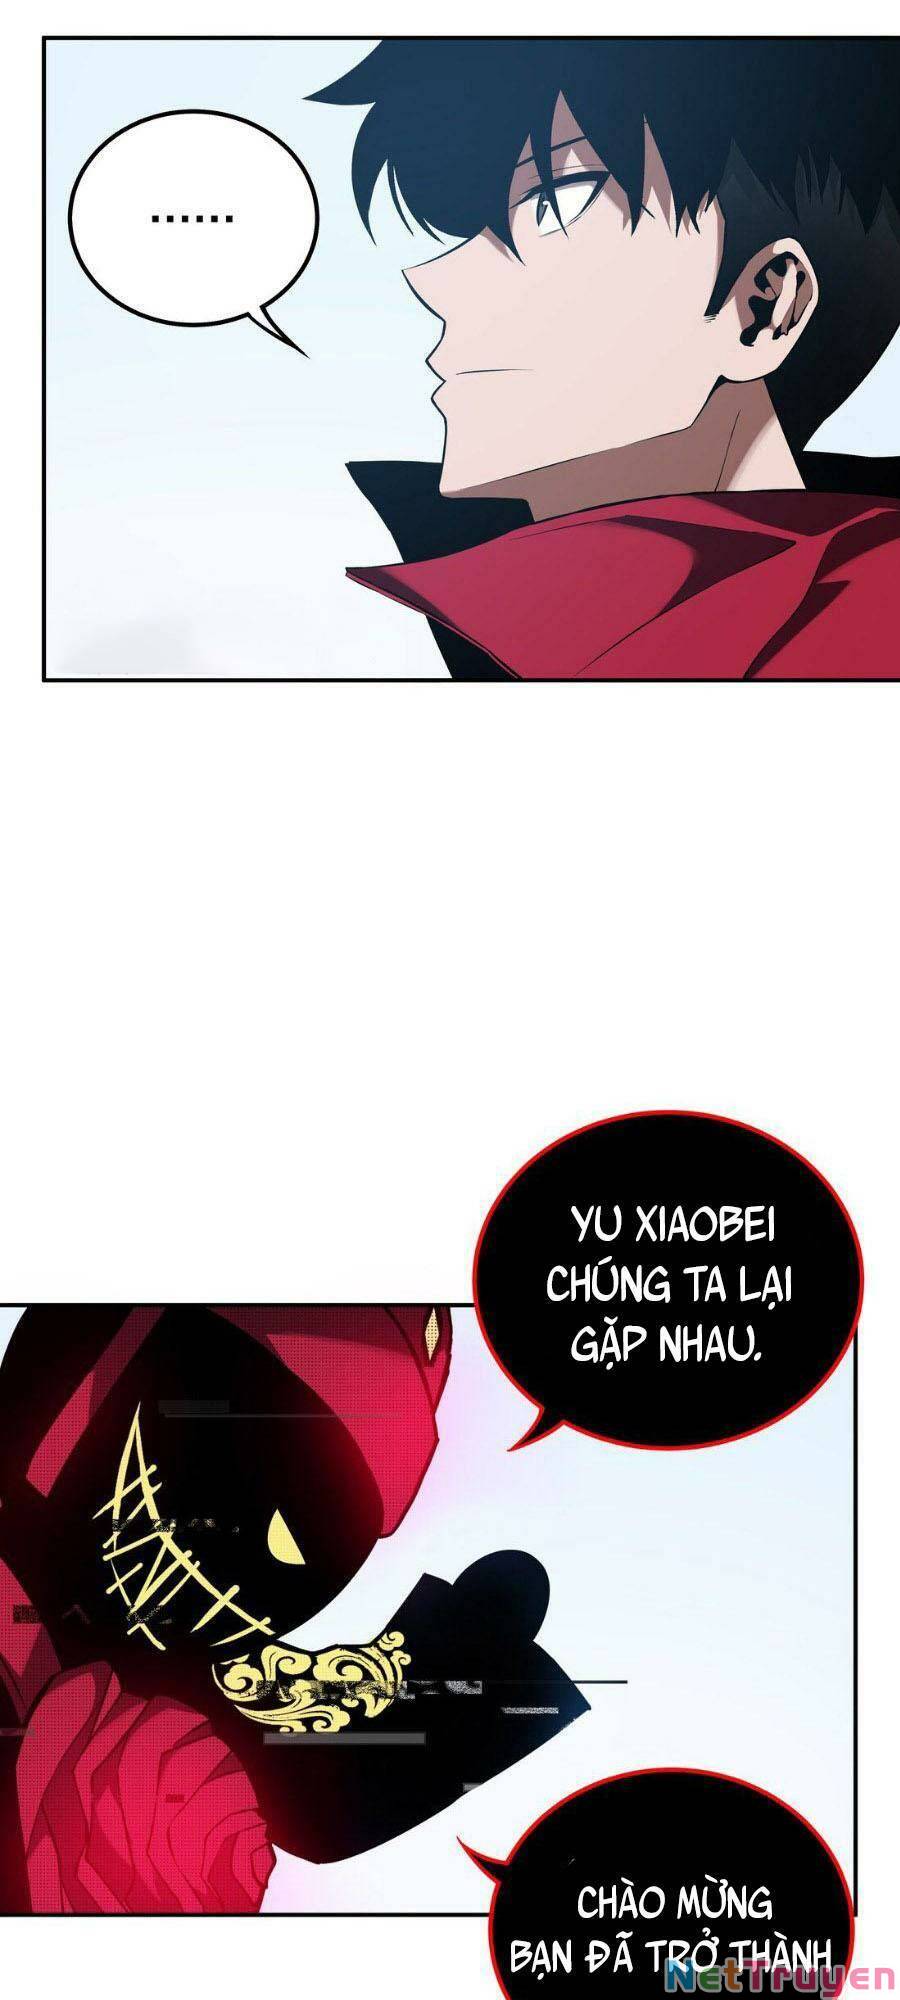 ......
YU XIAOBEI
CHÚNG TA LẠI
GẶP NHAU.
CHÀO MỪNG
BẠN ĐÃ TRỞ THÀNH
NetTruyen